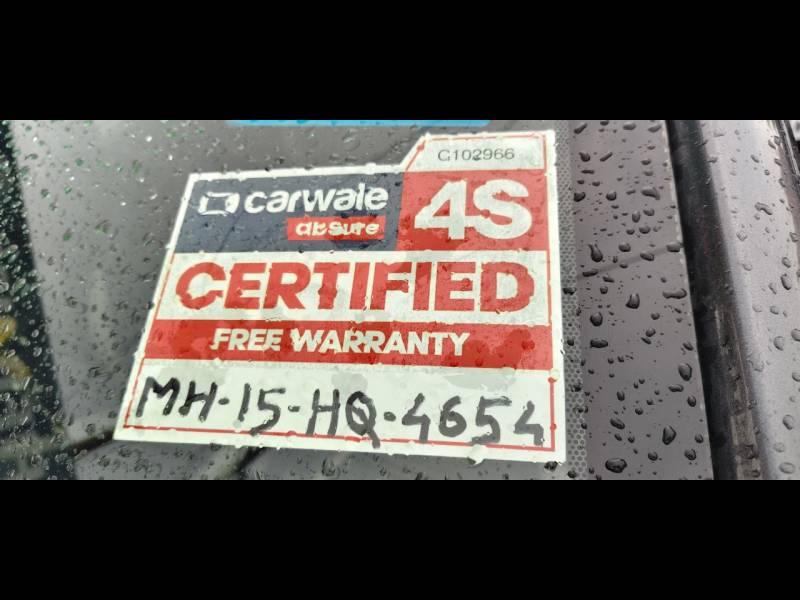 C102966
carwale
abSure
4S
CERTIFIED
FREE WARRANTY
MH-15-HQ-4654